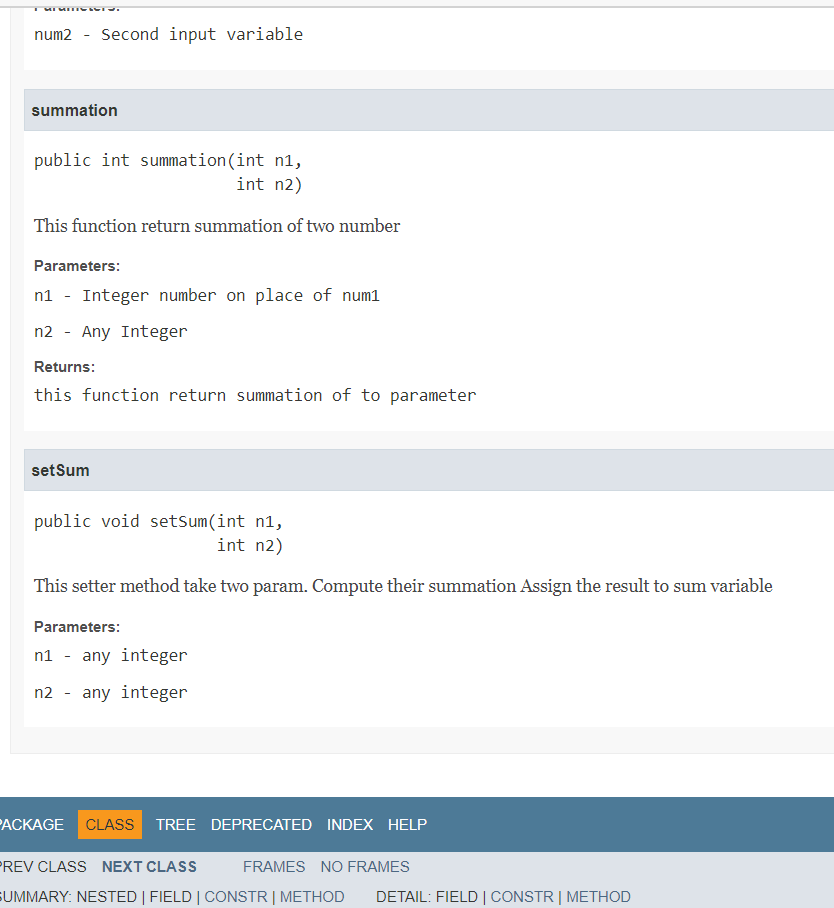 Parameters:
num2 - Second input variable
summation
public int summation(int n1,
int n2)
This function return summation of two number
Parameters:
n1 - Integer number on place of num1
n2 - Any Integer
Returns:
this function return summation of to parameter
setSum
public void setSum(int n1,
int n2)
This setter method take two param. Compute their summation Assign the result to sum variable
Parameters:
n1 - any integer
n2 - any integer
PACKAGE CLASS TREE DEPRECATED INDEX HELP
PREV CLASS NEXT CLASS FRAMES NO FRAMES
SUMMARY: NESTED | FIELD | CONSTR | METHOD DETAIL: FIELD | CONSTR | METHOD